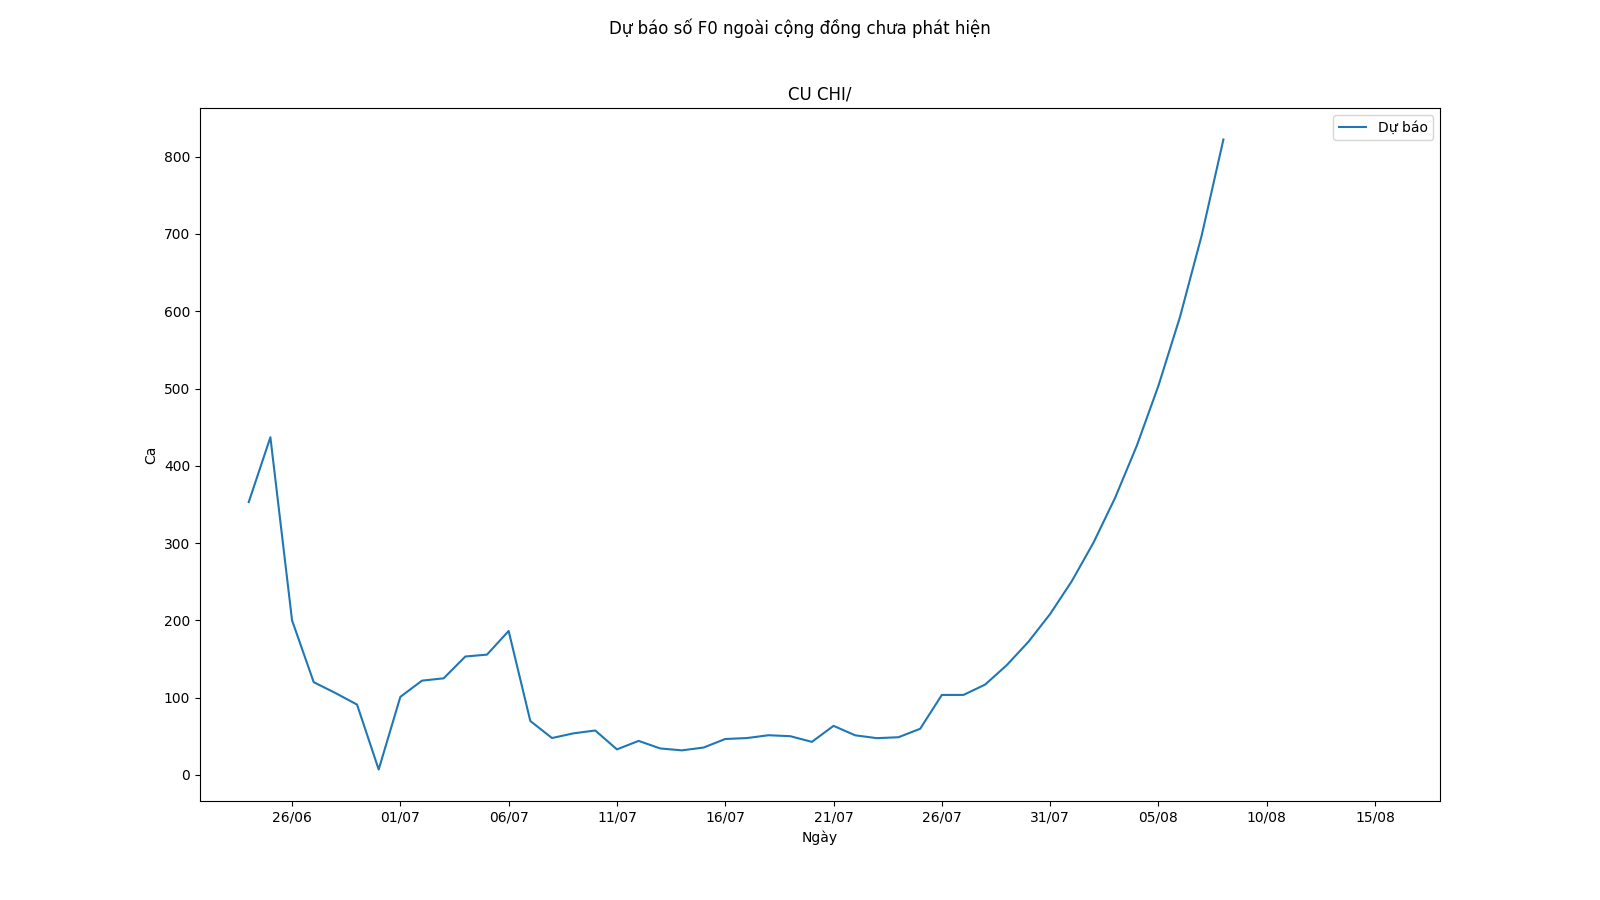 Dự báo số F0 ngoài cộng đồng chưa phát hiện
CU CHI/
Dự báo
800
700
600
500
400
300
200
100
0
Ca
26/06 01/07 06/07 11/07 16/07 21/07 26/07 31/07 05/08 10/08 15/08
Ngày